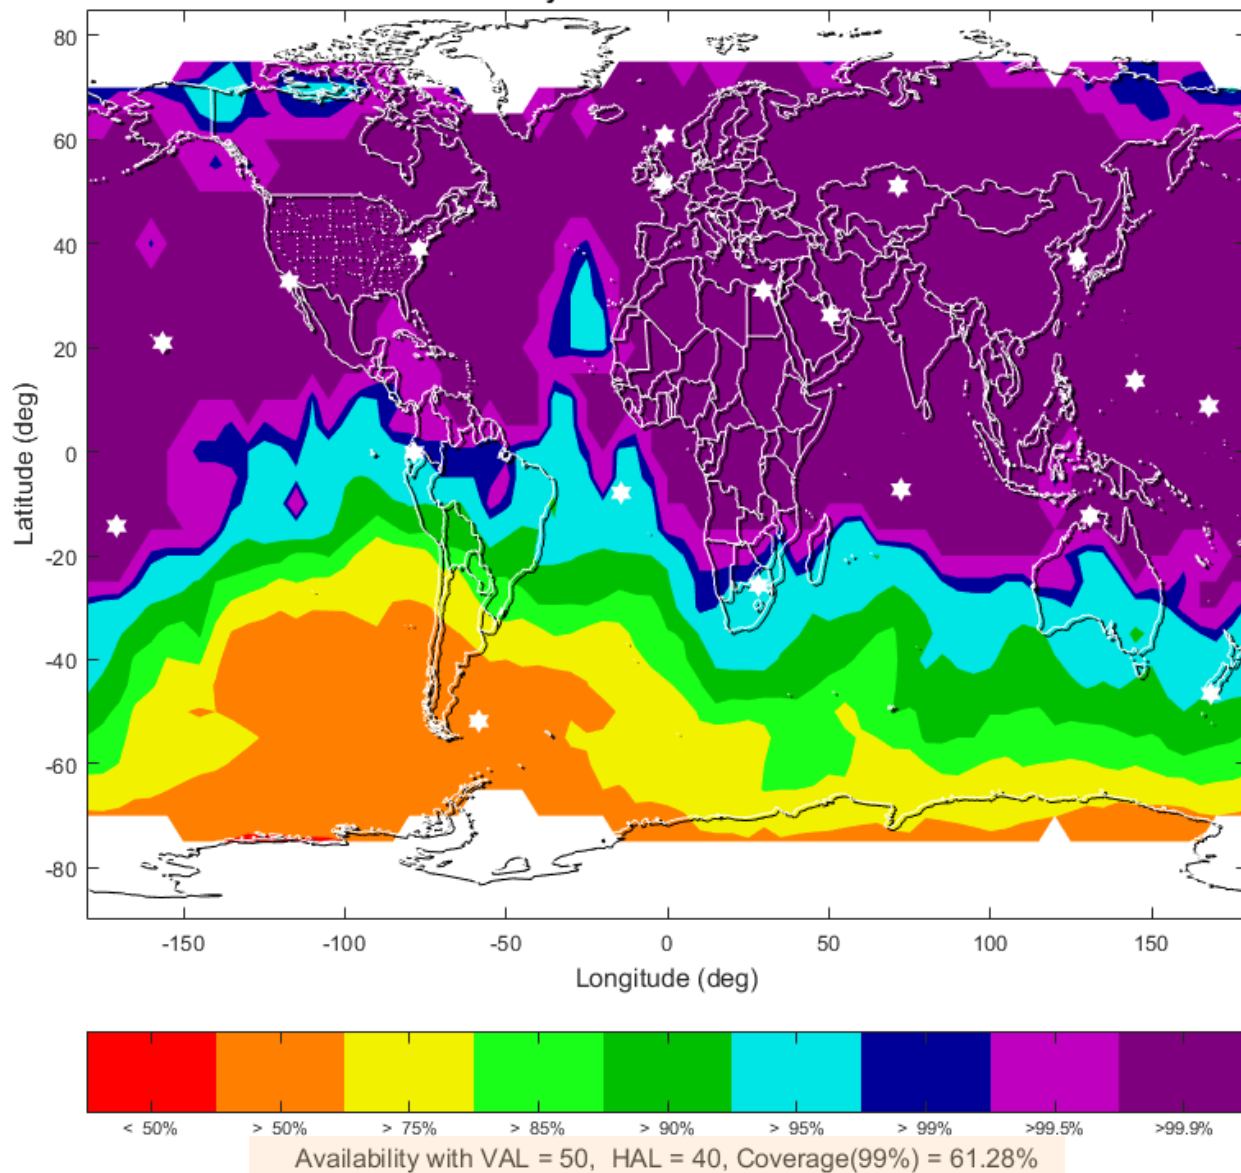 80
60
40
20
0
-20
-40
-60
-80
Latitude (deg)
-150 -100 -50 0 50 100 150
Longitude (deg)
< 50% > 50% > 75% > 85% > 90% > 95% > 99% >99.5% >99.9%
Availability with VAL = 50, HAL = 40, Coverage(99%) = 61.28%